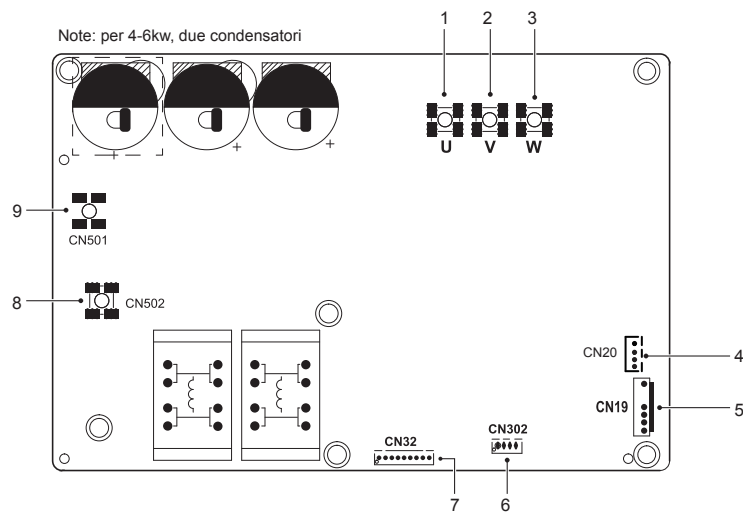 Note: per 4-6kw, due condensatori
1 2 3
U V W
9
CN501
8 CN502
CN20 4
CN19 5
CN302
CN32
7 6